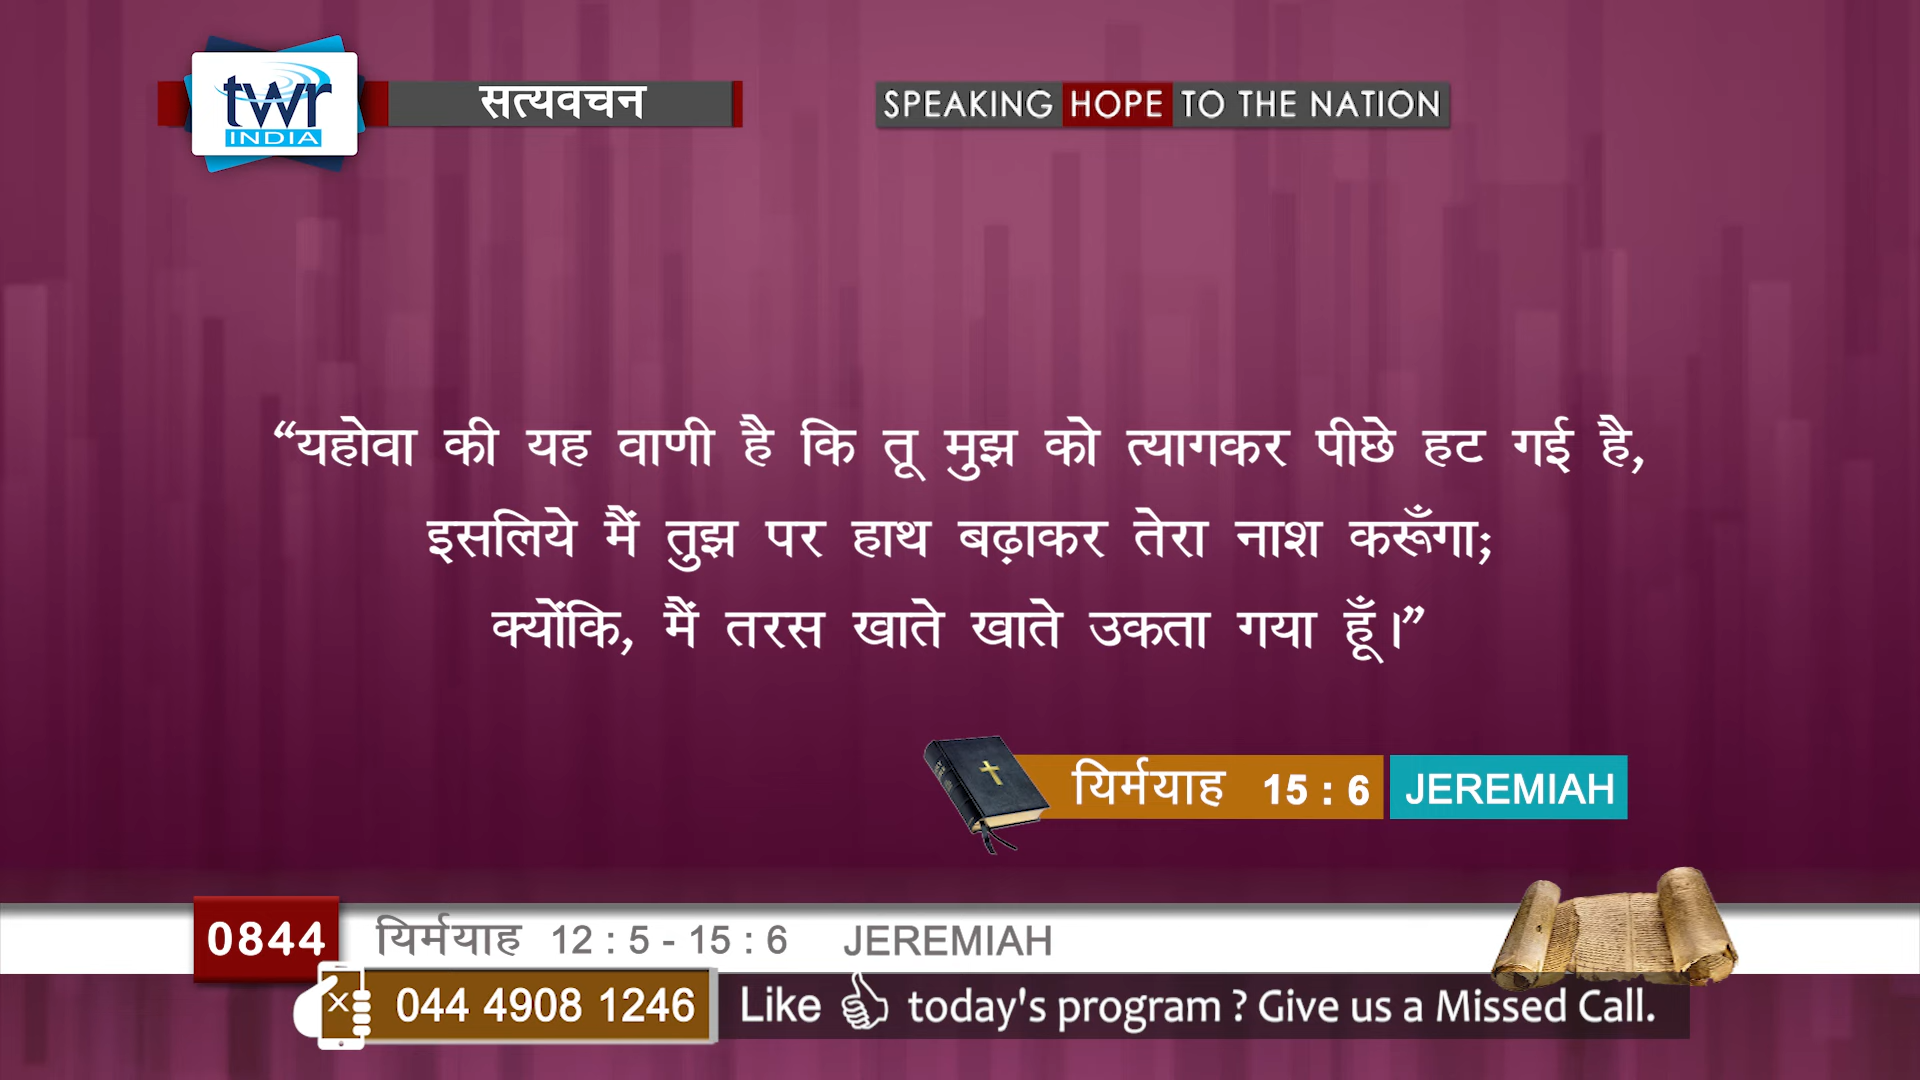 twr
INDIA
सत्यवचन
SPEAKING HOPE TO THE NATION
“यहोवा की यह वाणी है कि तू मुझ को त्यागकर पीछे हट गई है,
इसलिये मैं तुझ पर हाथ बढ़ाकर तेरा नाश करूँगा;
क्योंकि, मैं तरस खाते खाते उकता गया हूँ।”
यिर्मयाह 15 : 6 JEREMIAH
0844 यिर्मयाह 12 : 5 - 15 : 6 JEREMIAH
044 4908 1246 Like today's program ? Give us a Missed Call.